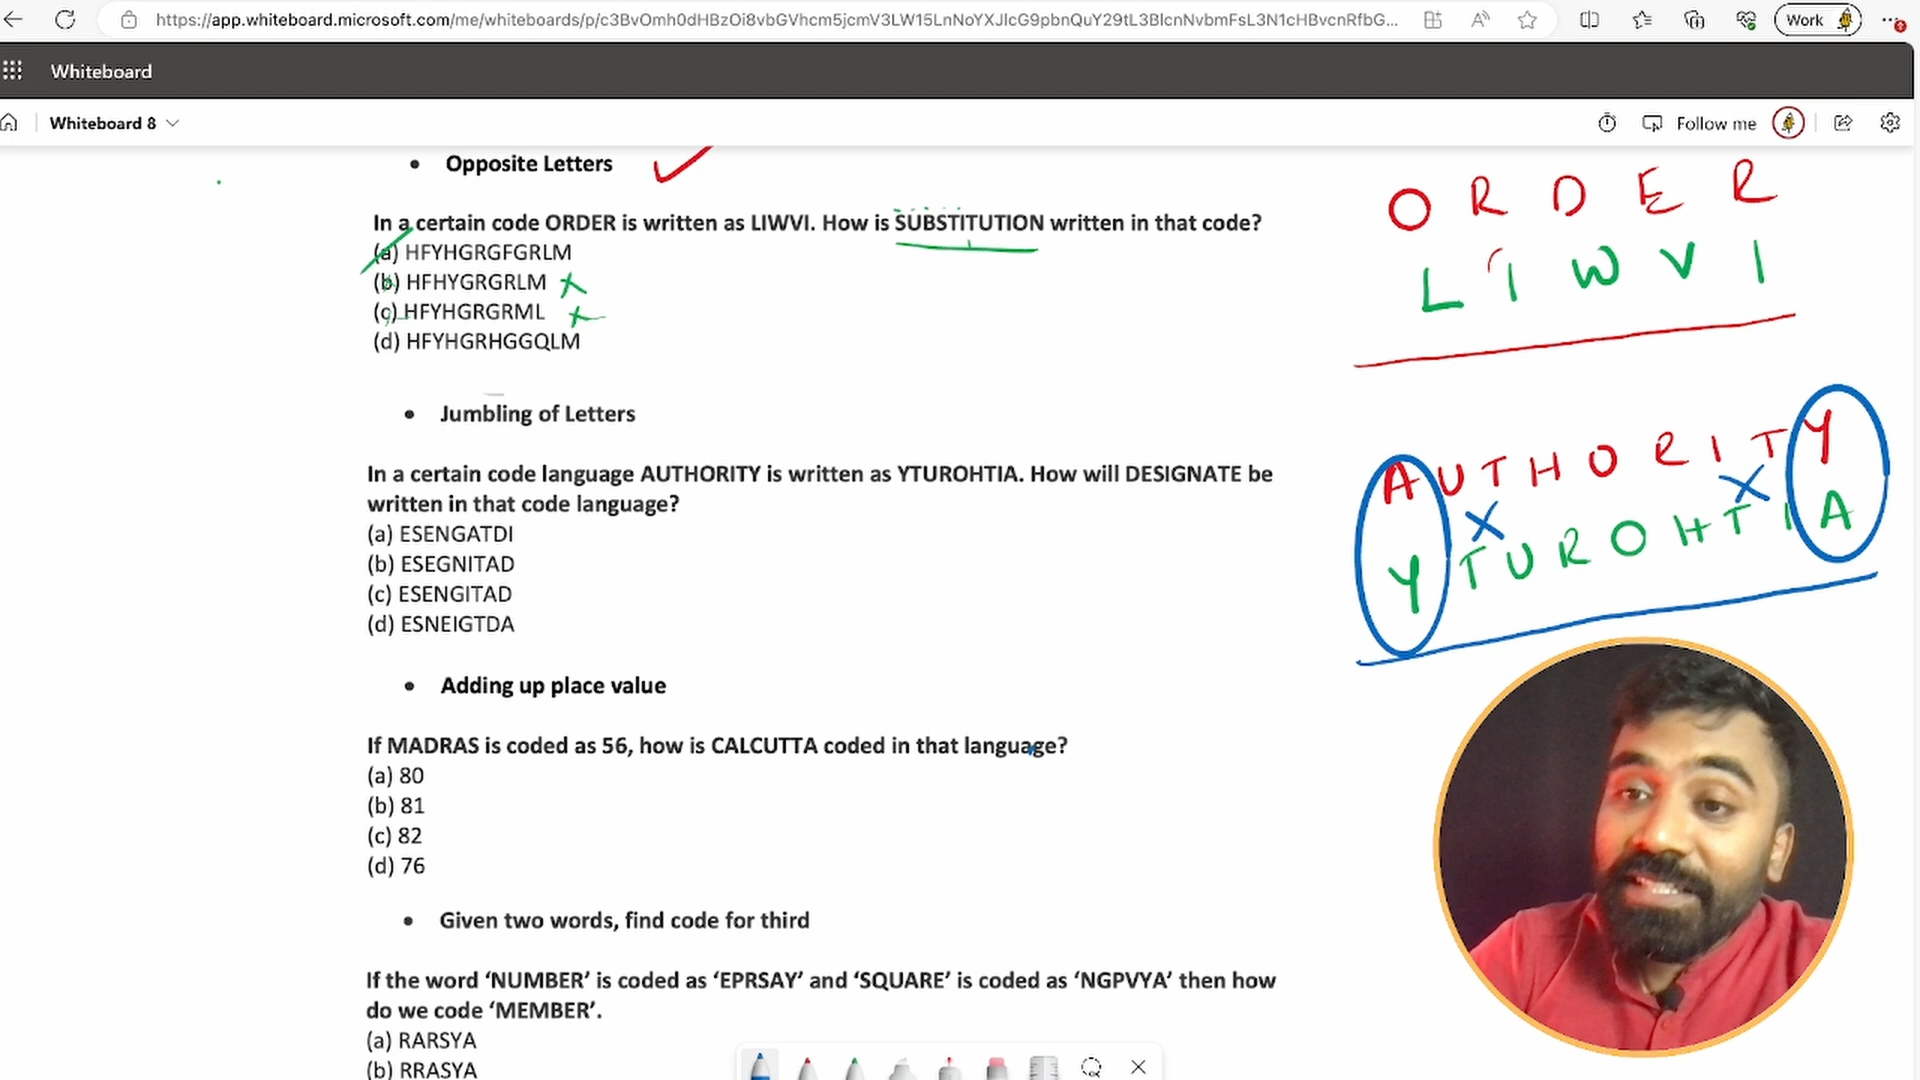 https://app.whiteboard.microsoft.com/me/whiteboards/p/c3BvOmh0dHBzOi8vbGVhcm5jcmV3LW15LnNoYXJlcG9pbnQuY29tL3BlcnNvbmFsL3N1cHBvcnRfbG...
Work
Whiteboard
Whiteboard 8
Follow me
• Opposite Letters
In a certain code ORDER is written as LIWVI. How is SUBSTITUTION written in that code?
(a) HFYHGRGFGRLM
(b) HFHYGRGRLM
(c) HFYHGRGRML
(d) HFYHGRHGGQLM
O R D E R
L I W V I
• Jumbling of Letters
In a certain code language AUTHORITY is written as YTUROHTIA. How will DESIGNATE be
written in that code language?
(a) ESENGATDI
(b) ESEGNITAD
(c) ESENGITAD
(d) ESNEIGTDA
A U T H O R I T Y
Y T U R O H T I A
• Adding up place value
If MADRAS is coded as 56, how is CALCUTTA coded in that language?
(a) 80
(b) 81
(c) 82
(d) 76
• Given two words, find code for third
If the word ‘NUMBER’ is coded as ‘EPRSAY’ and ‘SQUARE’ is coded as ‘NGPVYA’ then how
do we code ‘MEMBER’.
(a) RARSYA
(b) RRASYA